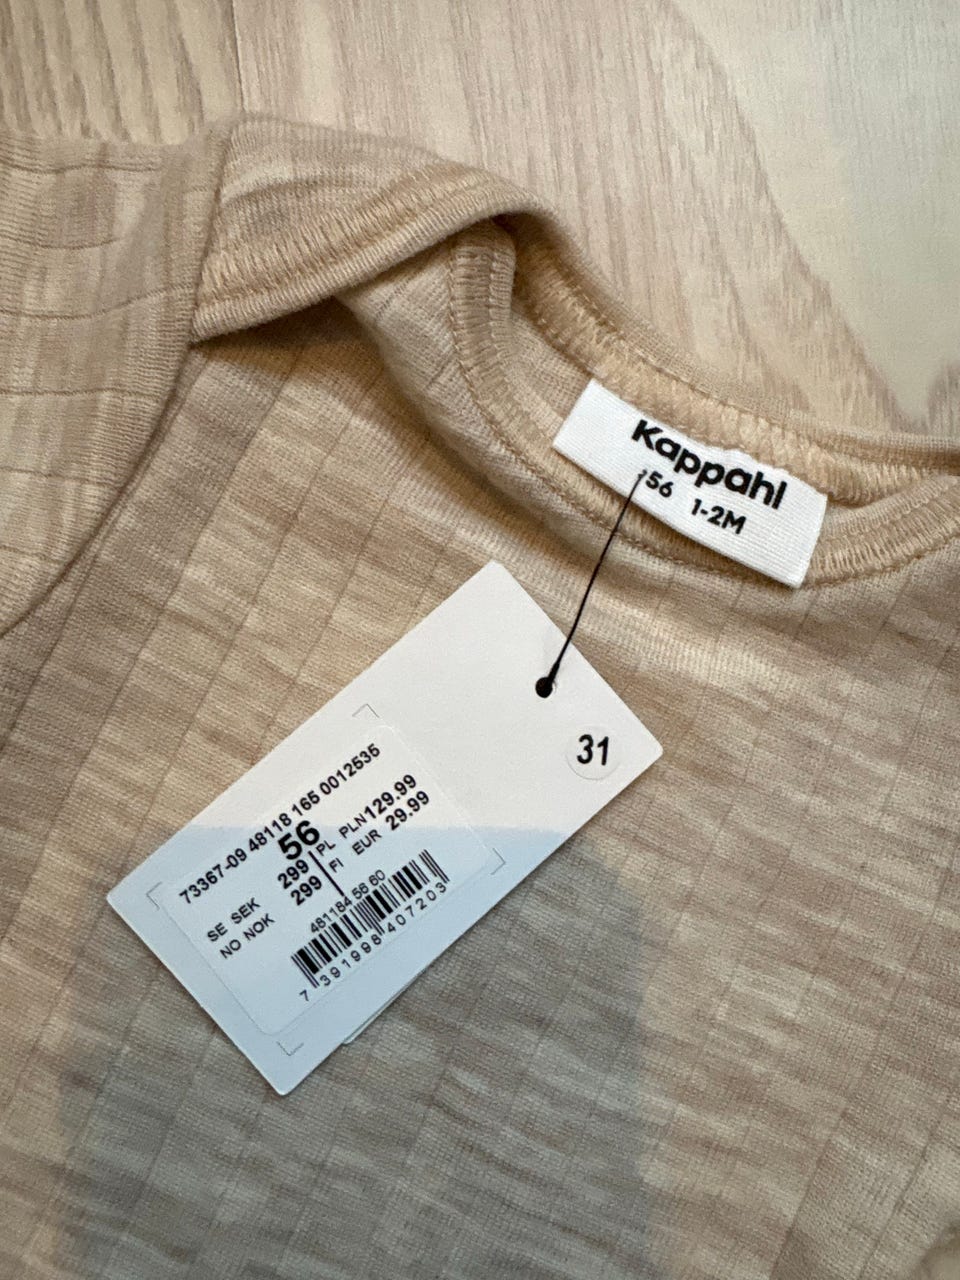 Kappahl
56 1-2M
31
73367-09 48118 165 0012535
56
SE SEK 299 PL PLN 129.99
NO NOK 299 FI EUR 29.99
481184 56 60
7 391998 407203